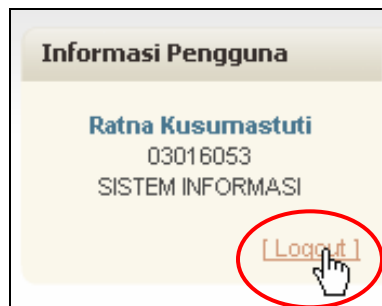 Informasi Pengguna
Ratna Kusumastuti
03016053
SISTEM INFORMASI
[ Logout ]